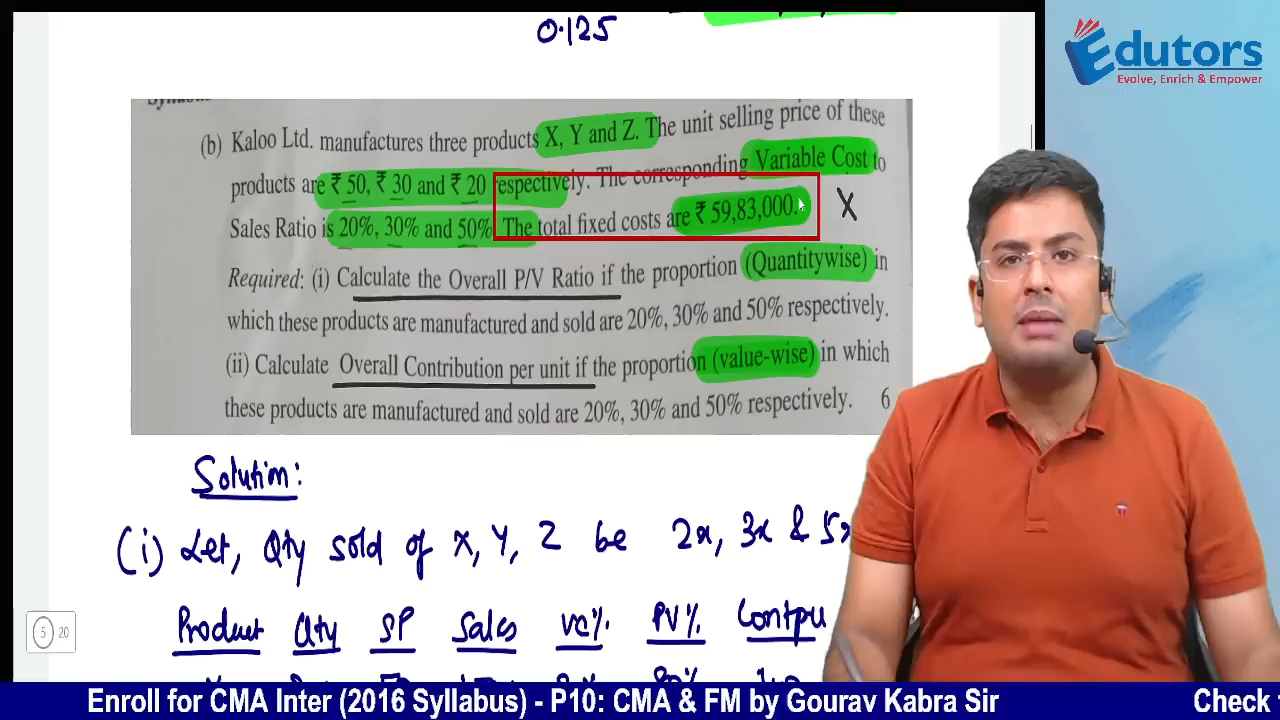 0.125
Edutors
Evolve, Enrich & Empower
(b) Kaloo Ltd. manufactures three products X, Y and Z. The unit selling price of these
products are ₹ 50, ₹ 30 and ₹ 20 respectively. The corresponding Variable Cost to
Sales Ratio is 20%, 30% and 50%. The total fixed costs are ₹ 59,83,000. X
Required: (i) Calculate the Overall P/V Ratio if the proportion (Quantitywise) in
which these products are manufactured and sold are 20%, 30% and 50% respectively.
(ii) Calculate Overall Contribution per unit if the proportion (value-wise) in which
these products are manufactured and sold are 20%, 30% and 50% respectively. 6
Solution:
(i) Let, Qty sold of X, Y, Z be 2x, 3x & 5x
Product Qty SP Sales VC% PV% Contpu
5 20
Enroll for CMA Inter (2016 Syllabus) - P10: CMA & FM by Gourav Kabra Sir Check